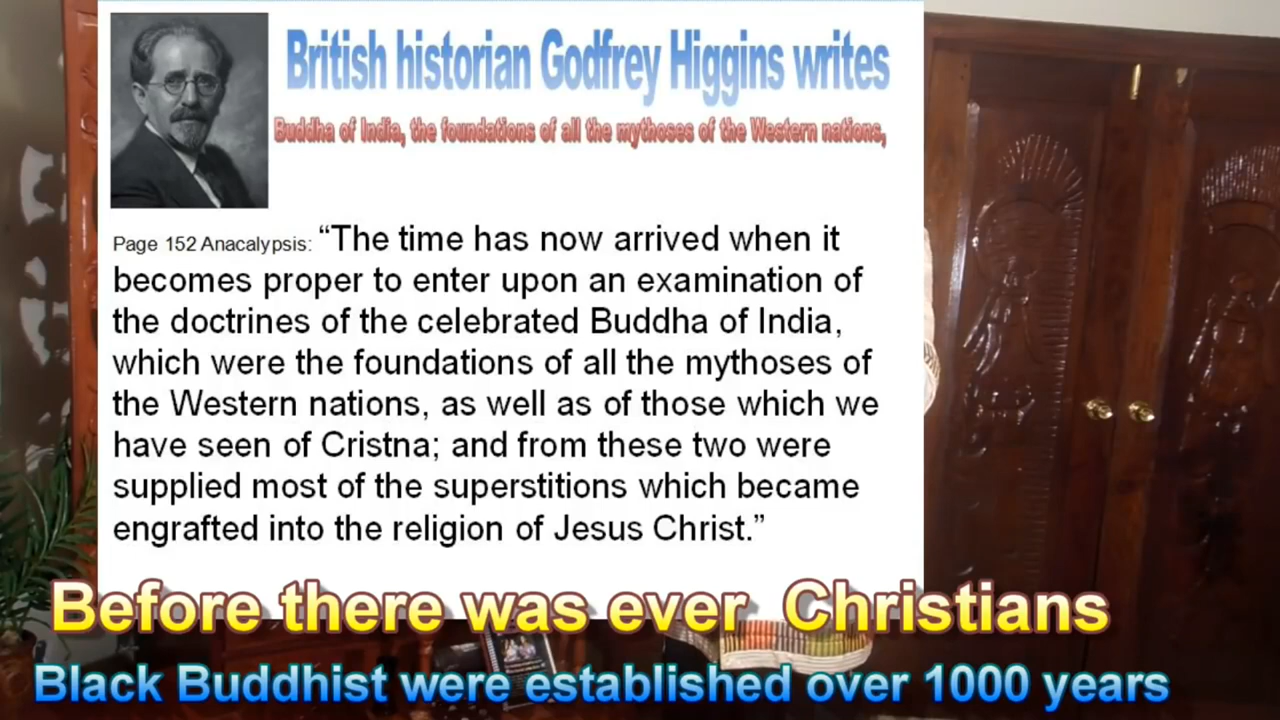 British historian Godfrey Higgins writes
Buddha of India, the foundations of all the mythoses of the Western nations,
Page 152 Anacalypsis: “The time has now arrived when it
becomes proper to enter upon an examination of
the doctrines of the celebrated Buddha of India,
which were the foundations of all the mythoses of
the Western nations, as well as of those which we
have seen of Cristna; and from these two were
supplied most of the superstitions which became
engrafted into the religion of Jesus Christ.”
Before there was ever Christians
Black Buddhist were established over 1000 years